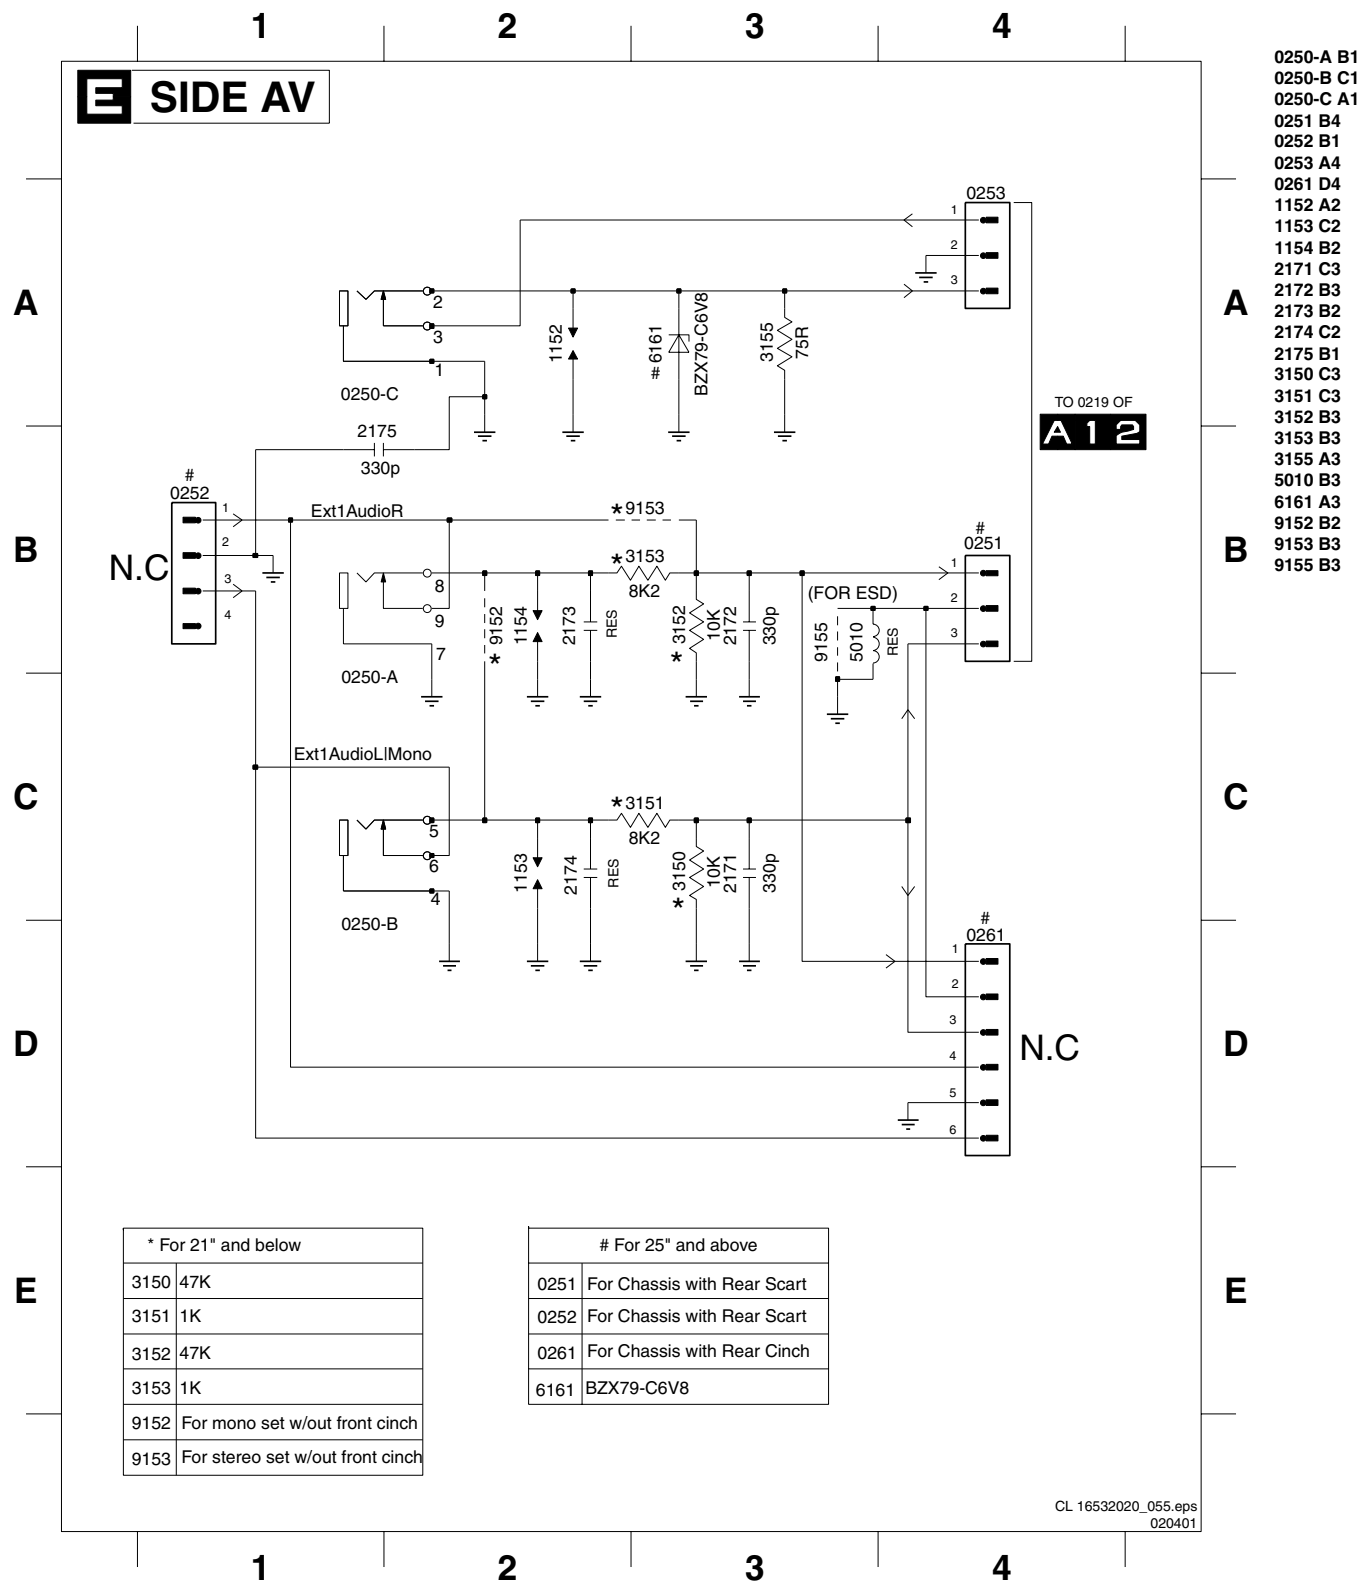 1 2 3 4
E SIDE AV
0250-A B1
0250-B C1
0250-C A1
0251 B4
0252 B1
0253 A4
0261 D4
1152 A2
1153 C2
1154 B2
2171 C3
2172 B3
2173 B2
2174 C2
2175 B1
3150 C3
3151 C3
3152 B3
3153 B3
3155 A3
5010 B3
6161 A3
9152 B2
9153 B3
9155 B3
0253
1
2
3
A A
2
3
1
0250-C
1152
# 6161
BZX79-C6V8
3155
75R
TO 0219 OF
A12
2175
330p
#
0252
1
2
3
4
N.C
B B
Ext1AudioR
* 9153
* 3153
8K2
8
9
7
0250-A
9152
*
1154
2173
RES
3152
*
10K
2172
330p
(FOR ESD)
9155
5010
RES
#
0251
1
2
3
Ext1AudioL|Mono
C C
* 3151
8K2
5
6
4
0250-B
1153
2174
RES
3150
*
10K
2171
330p
#
0261
1
2
3
4
5
6
N.C
D D
* For 21" and below
3150 47K
3151 1K
3152 47K
3153 1K
9152 For mono set w/out front cinch
9153 For stereo set w/out front cinch
# For 25" and above
0251 For Chassis with Rear Scart
0252 For Chassis with Rear Scart
0261 For Chassis with Rear Cinch
6161 BZX79-C6V8
E E
CL 16532020_055.eps
020401
1 2 3 4